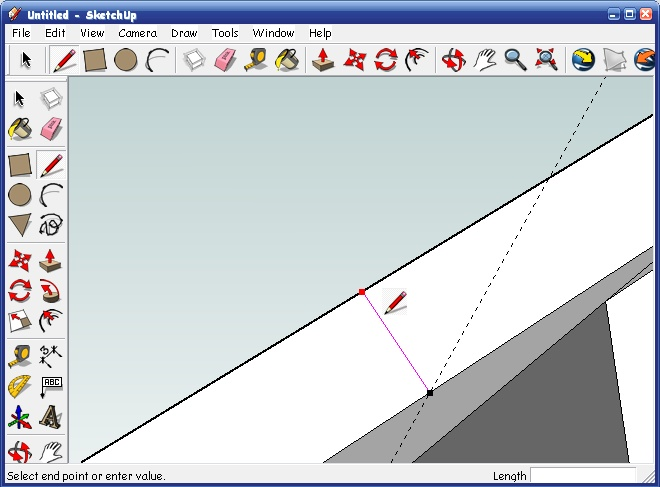 Untitled - SketchUp
File Edit View Camera Draw Tools Window Help
ABC
A
Select end point or enter value. Length